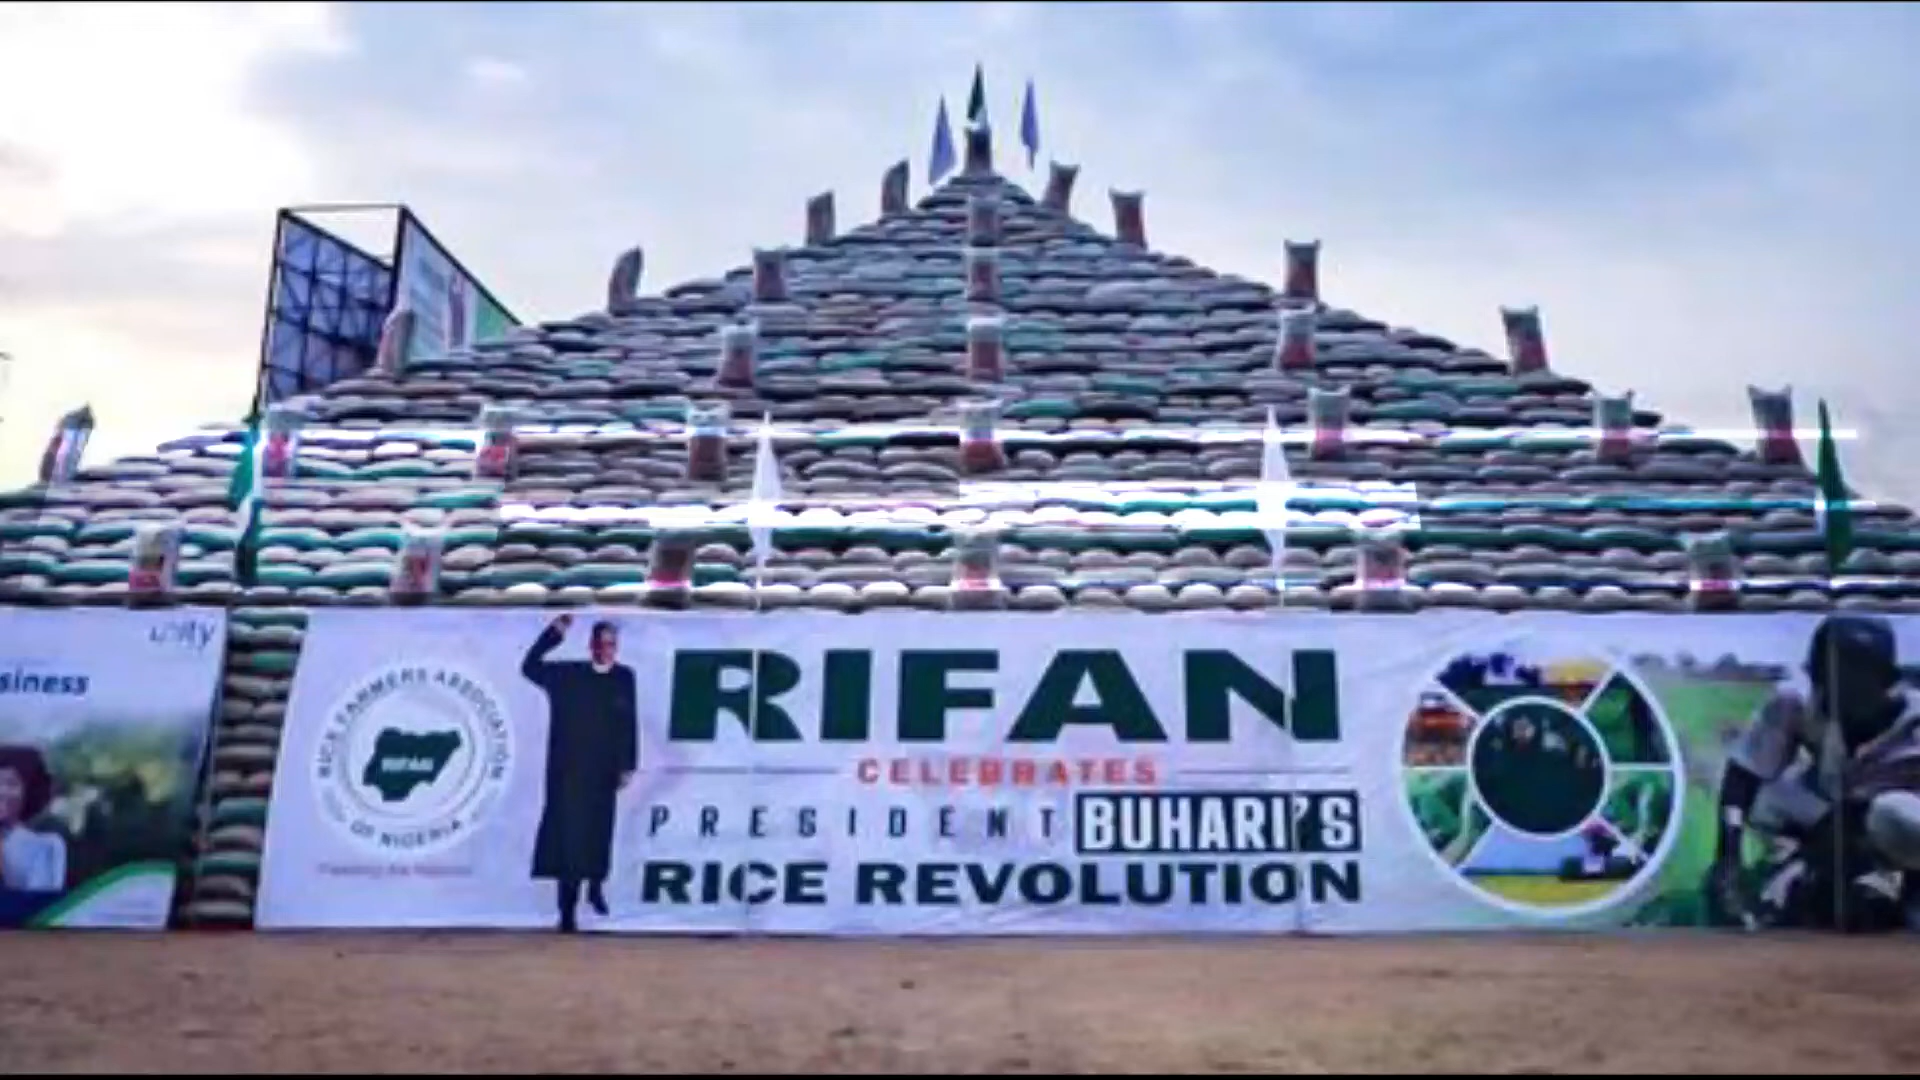 unity
siness
RICE FARMERS ASSOCIATION
OF NIGERIA
RIFAN
RIFAN
CELEBRATES
PRESIDENT BUHARI'S
RICE REVOLUTION